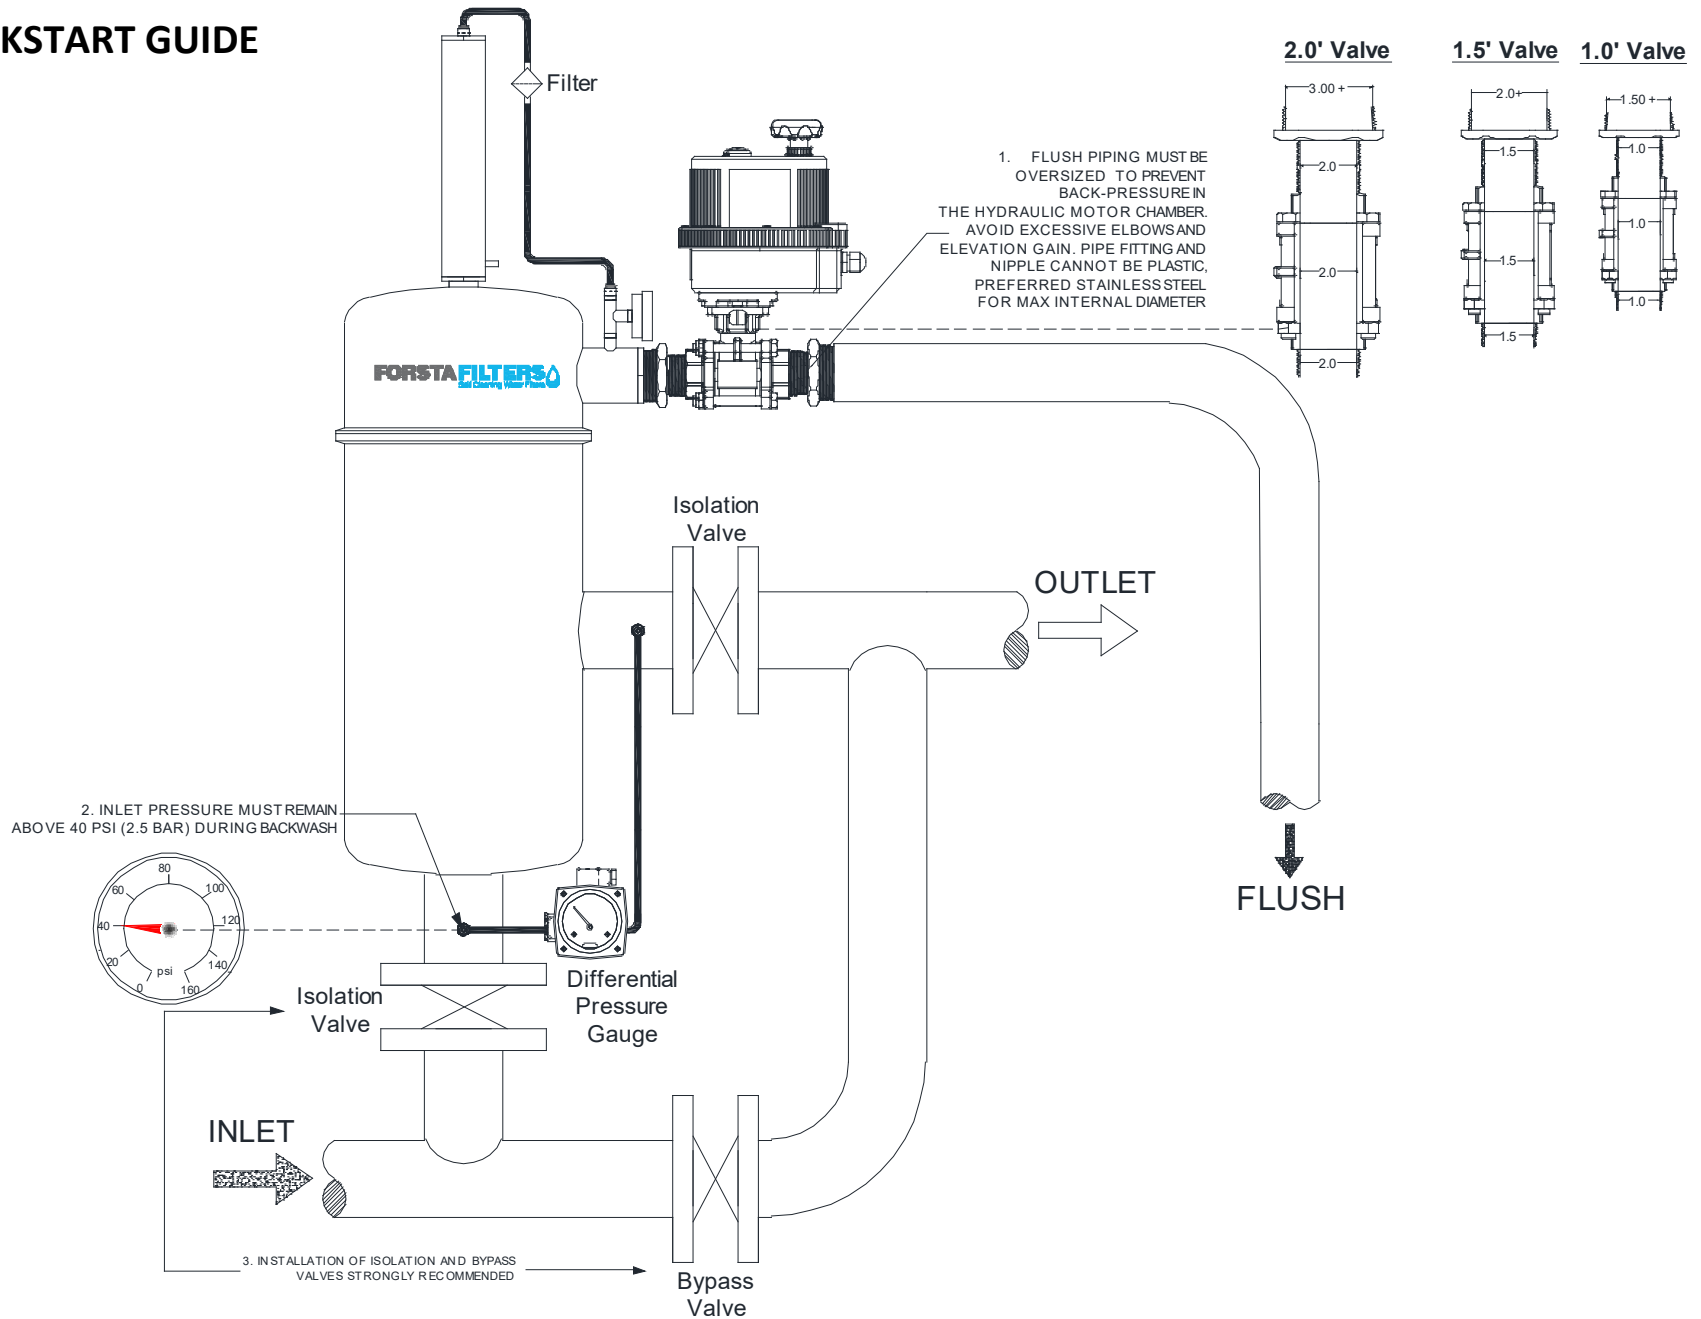 KSTART GUIDE
Filter
2.0' Valve
1.5' Valve
1.0' Valve
3.00 +
2.0
2.0
2.0
2.0+
1.5
1.5
1.5
1.50 +
1.0
1.0
1.0
1. FLUSH PIPING MUST BE
OVERSIZED TO PREVENT
BACK-PRESSURE IN
THE HYDRAULIC MOTOR CHAMBER.
AVOID EXCESSIVE ELBOWS AND
ELEVATION GAIN. PIPE FITTING AND
NIPPLE CANNOT BE PLASTIC,
PREFERRED STAINLESS STEEL
FOR MAX INTERNAL DIAMETER
FORSTAFILTERS
Self Cleaning Water Filters
Isolation
Valve
OUTLET
2. INLET PRESSURE MUST REMAIN
ABOVE 40 PSI (2.5 BAR) DURING BACKWASH
0
20
40
60
80
100
120
140
160
psi
FLUSH
Differential
Pressure
Gauge
Isolation
Valve
INLET
3. INSTALLATION OF ISOLATION AND BYPASS
VALVES STRONGLY RECOMMENDED
Bypass
Valve